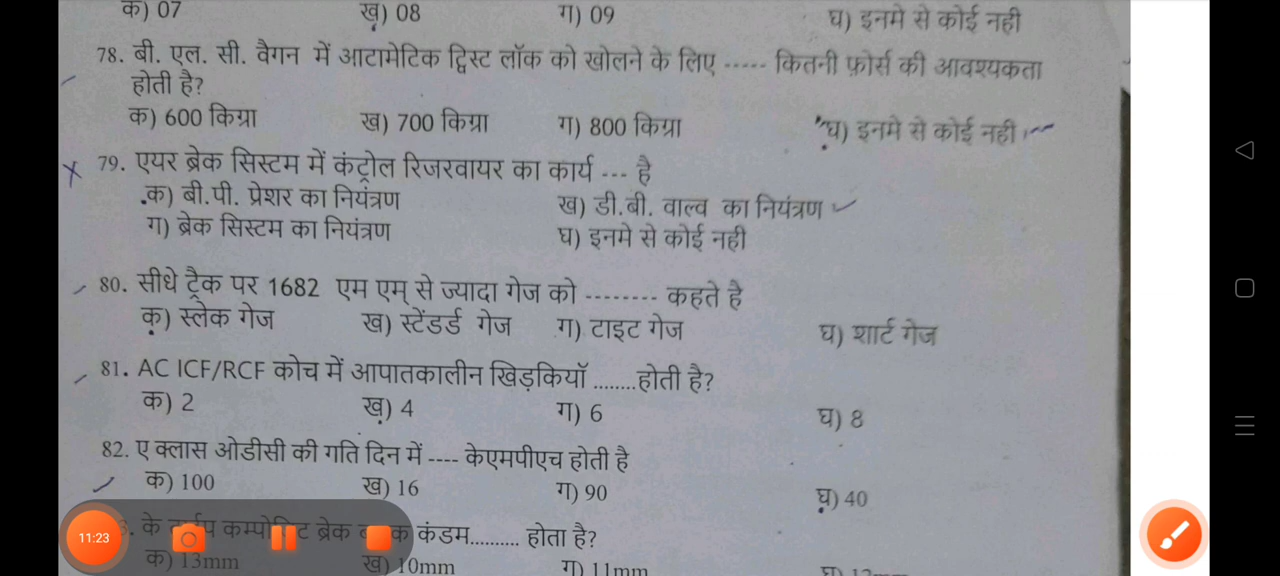 क) 07 ख) 08 ग) 09 घ) इनमे से कोई नही
78. बी. एल. सी. वैगन में आटामेटिक ट्विस्ट लॉक को खोलने के लिए ----- कितनी फ़ोर्स की आवश्यकता
होती है?
क) 600 किग्रा ख) 700 किग्रा ग) 800 किग्रा घ) इनमे से कोई नही
79. एयर ब्रेक सिस्टम में कंट्रोल रिजरवायर का कार्य --- है
क) बी.पी. प्रेशर का नियंत्रण ख) डी.बी. वाल्व का नियंत्रण
ग) ब्रेक सिस्टम का नियंत्रण घ) इनमे से कोई नही
80. सीधे ट्रैक पर 1682 एम एम् से ज्यादा गेज को -------- कहते है
क) स्लेक गेज ख) स्टेंडर्ड गेज ग) टाइट गेज घ) शार्ट गेज
81. AC ICF/RCF कोच में आपातकालीन खिड़कियाॅ ........होती है?
क) 2 ख) 4 ग) 6 घ) 8
82. ए क्लास ओडीसी की गति दिन में ---- केएमपीएच होती है
क) 100 ख) 16 ग) 90 घ) 40
के कम्पोजिट ब्रेक कंडम.......... होता है?
क) 13mm ख) 10mm ग) 11mm
11:23